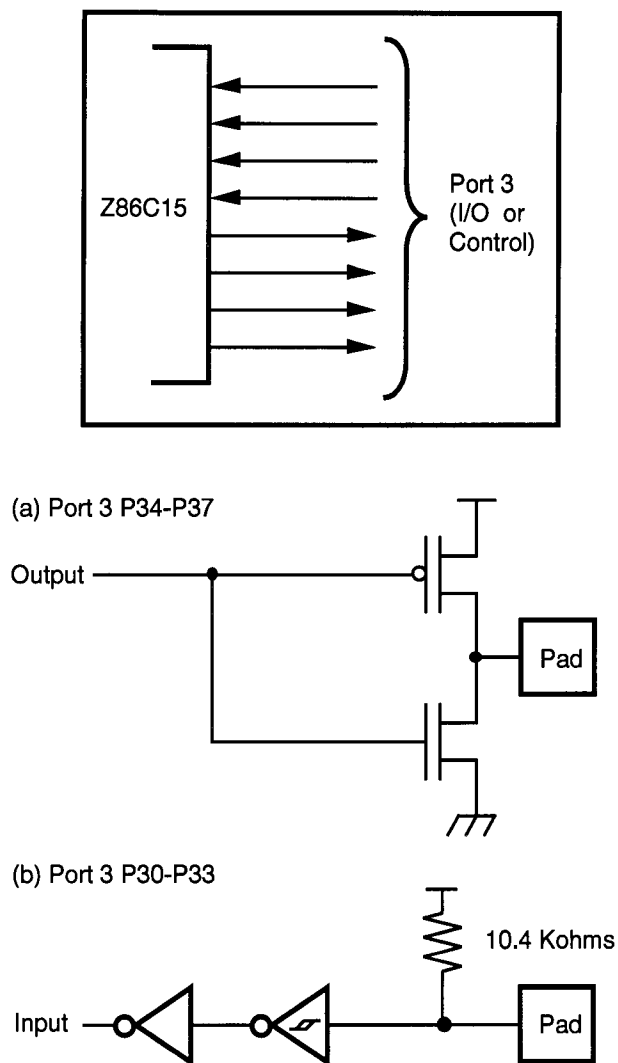 Z86C15
Port 3
(I/O or
Control)
(a) Port 3 P34-P37
Output
Pad
(b) Port 3 P30-P33
10.4 Kohms
Input
Pad